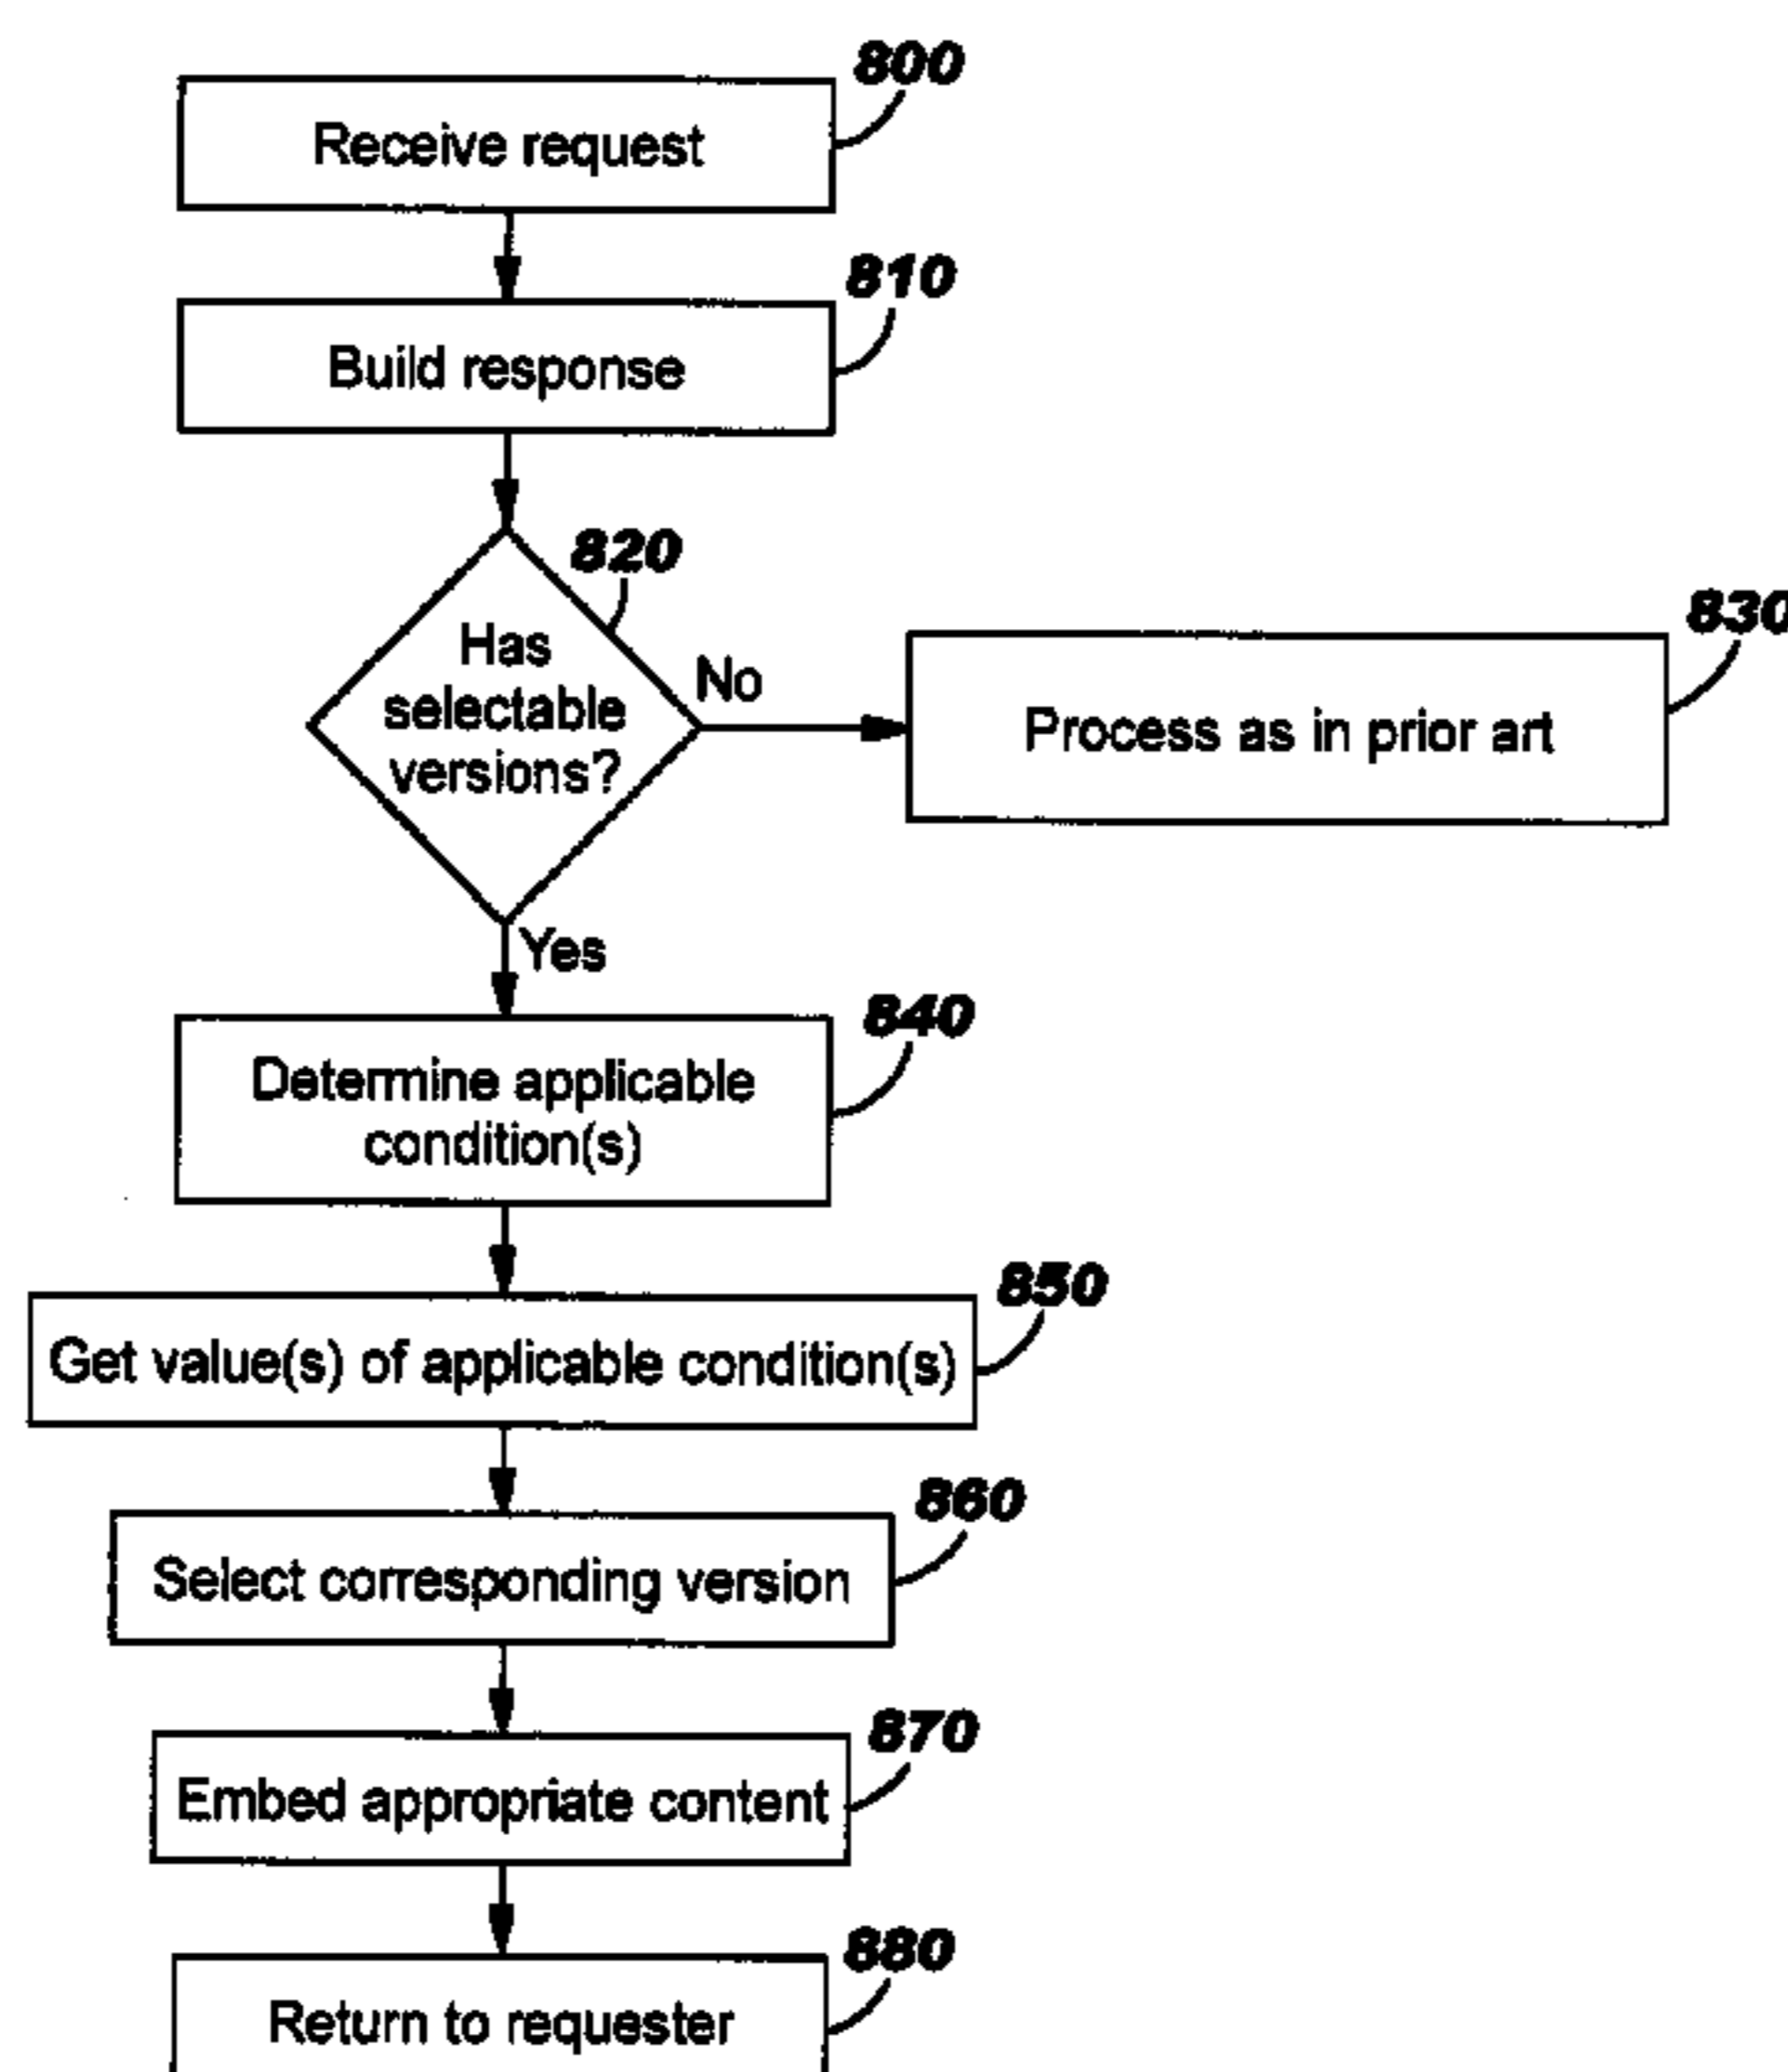 800
Receive request
810
Build response
820
Has
selectable
versions?
No
830
Process as in prior art
Yes
840
Determine applicable
condition(s)
850
Get value(s) of applicable condition(s)
860
Select corresponding version
870
Embed appropriate content
880
Return to requester